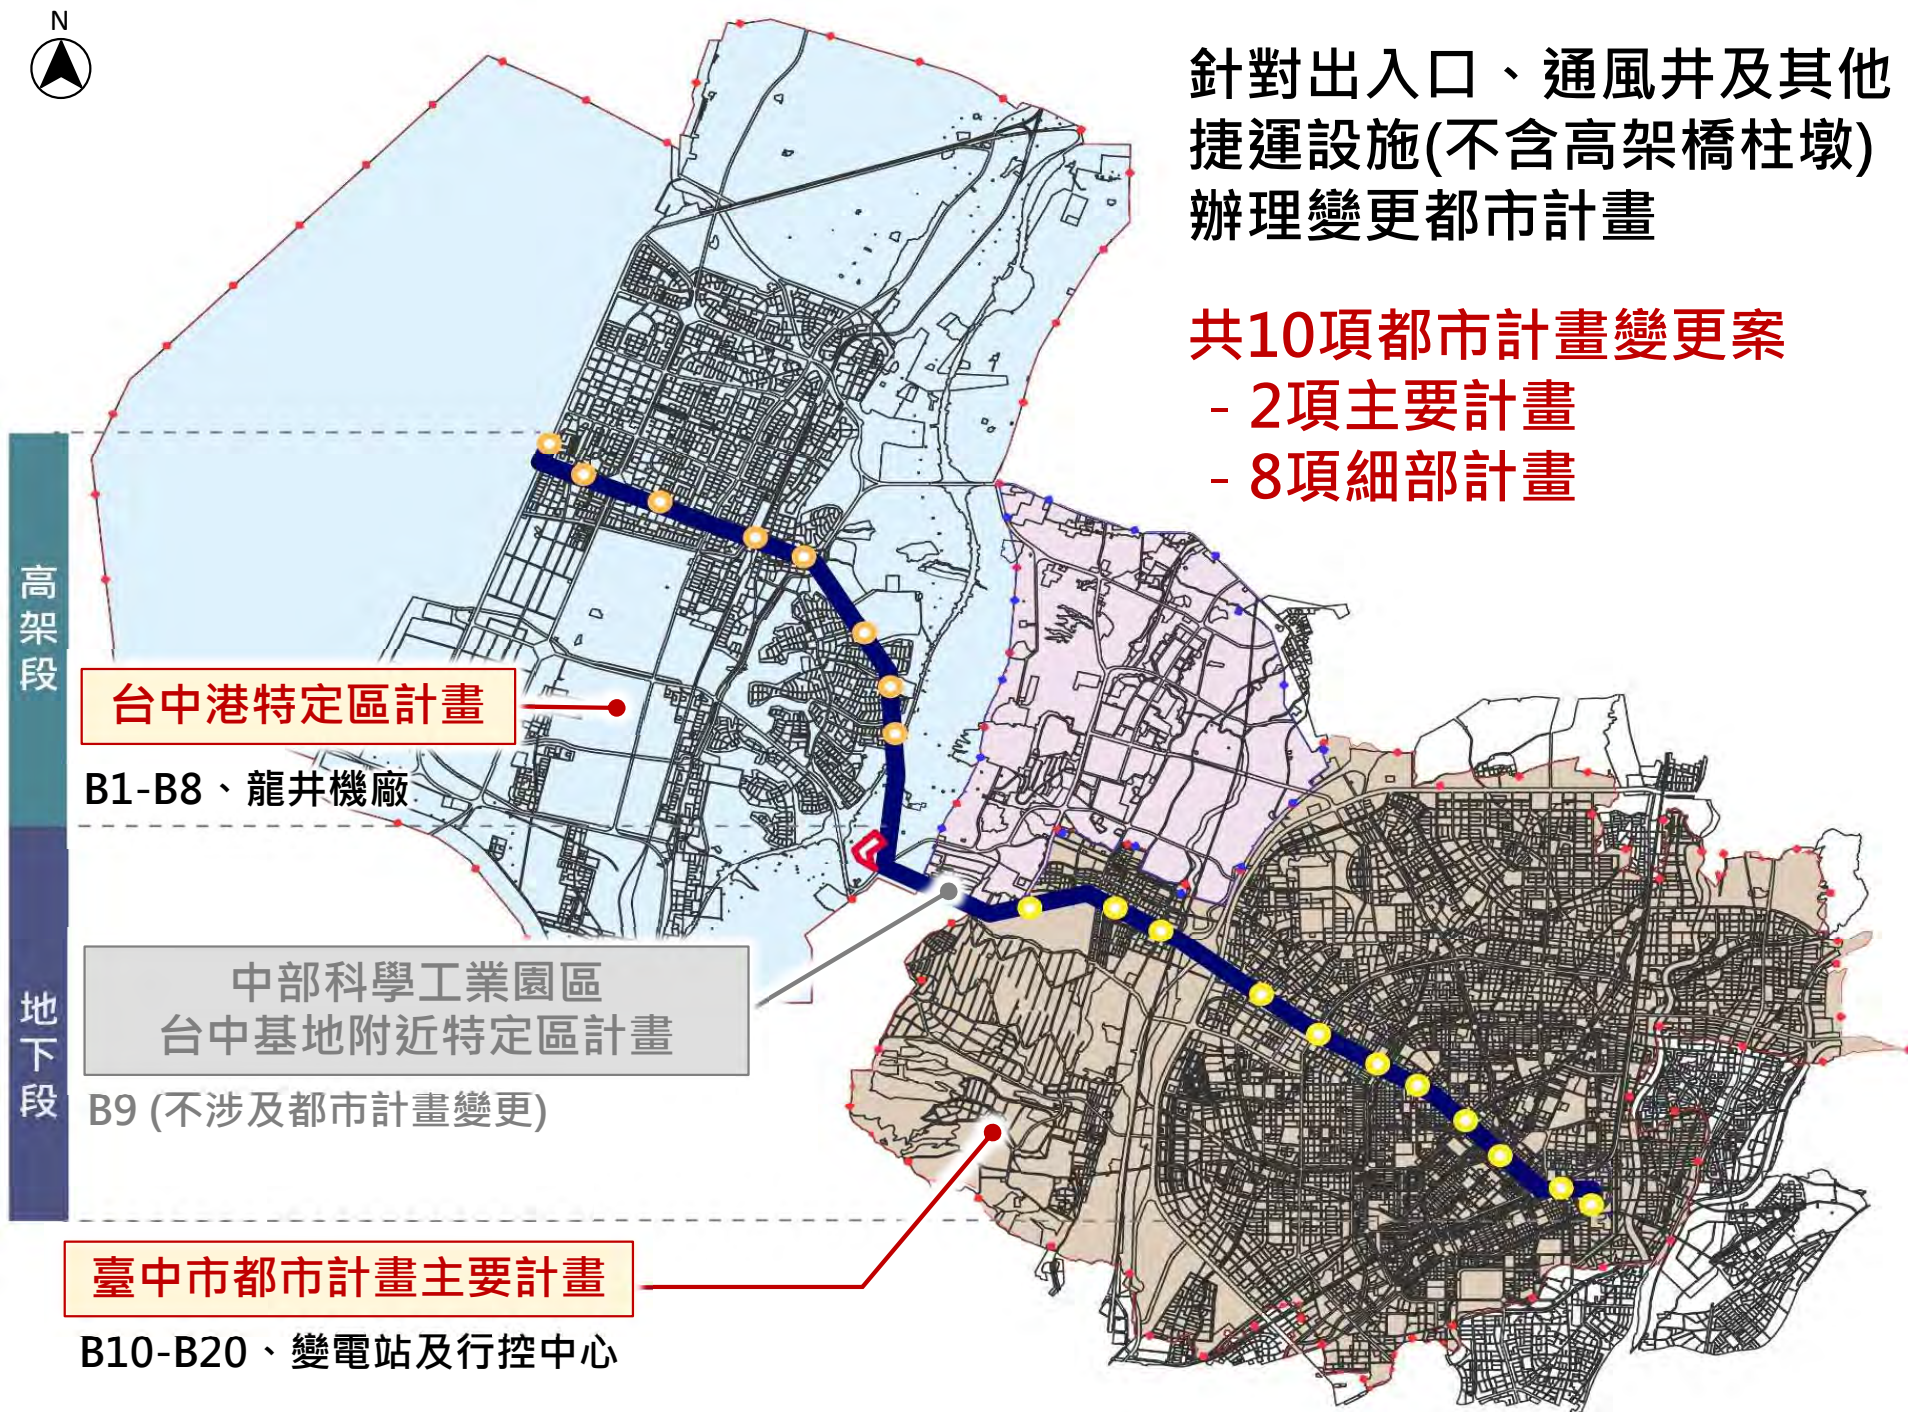 N
針對出入口、通風井及其他
捷運設施(不含高架橋柱墩)
辦理變更都市計畫
共10項都市計畫變更案
- 2項主要計畫
- 8項細部計畫
高架段
台中港特定區計畫
B1-B8、龍井機廠
地下段
中部科學工業園區
台中基地附近特定區計畫
B9 (不涉及都市計畫變更)
臺中市都市計畫主要計畫
B10-B20、變電站及行控中心